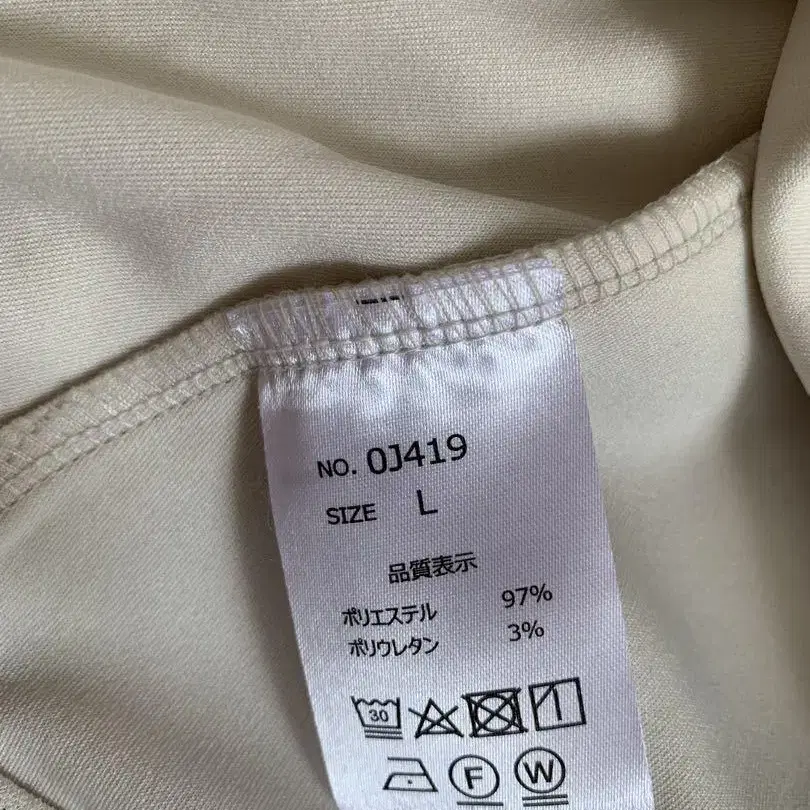 NO. 0J419
SIZE L
品質表示
ポリエステル 97%
ポリウレタン 3%
30
F W